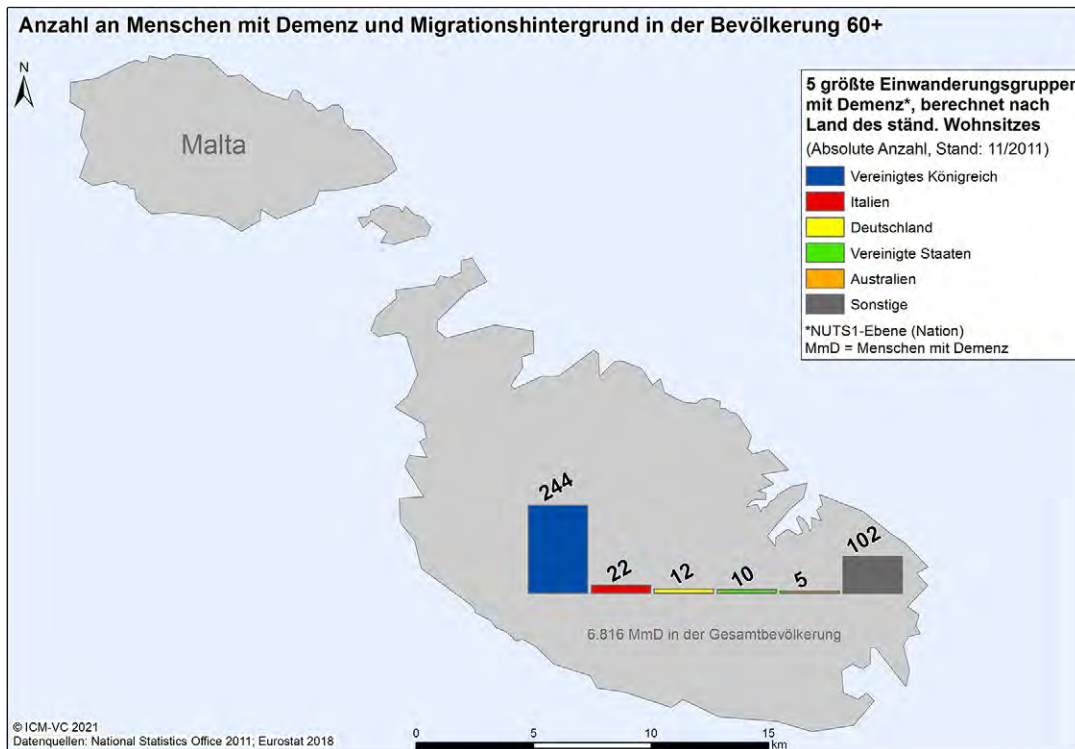 Anzahl an Menschen mit Demenz und Migrationshintergrund in der Bevölkerung 60+
N
Malta
5 größte Einwanderungsgruppen
mit Demenz*, berechnet nach
Land des ständ. Wohnsitzes
(Absolute Anzahl, Stand: 11/2011)
Vereinigtes Königreich
Italien
Deutschland
Vereinigte Staaten
Australien
Sonstige
*NUTS1-Ebene (Nation)
MmD = Menschen mit Demenz
244
22
12
10
5
102
6.816 MmD in der Gesamtbevölkerung
© ICM-VC 2021
Datenquellen: National Statistics Office 2011; Eurostat 2018
0 5 10 15
km